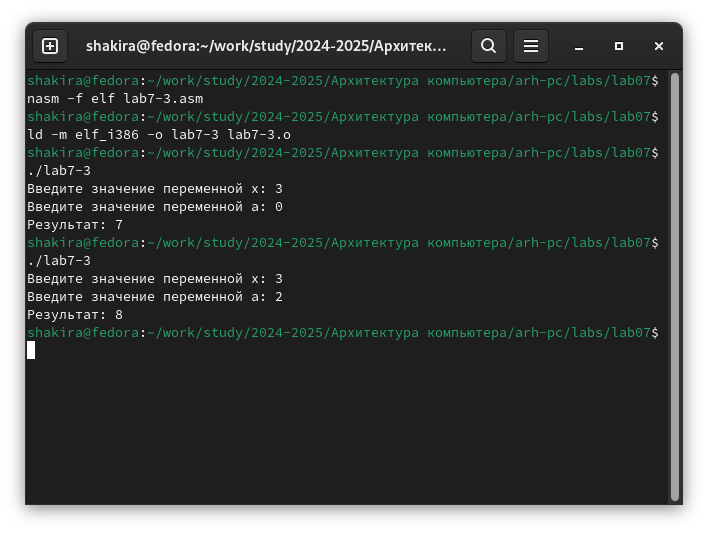 shakira@fedora:~/work/study/2024-2025/Архитек...
shakira@fedora:~/work/study/2024-2025/Архитектура компьютера/arh-pc/labs/lab07$
nasm -f elf lab7-3.asm
shakira@fedora:~/work/study/2024-2025/Архитектура компьютера/arh-pc/labs/lab07$
ld -m elf_i386 -o lab7-3 lab7-3.o
shakira@fedora:~/work/study/2024-2025/Архитектура компьютера/arh-pc/labs/lab07$
./lab7-3
Введите значение переменной x: 3
Введите значение переменной a: 0
Результат: 7
shakira@fedora:~/work/study/2024-2025/Архитектура компьютера/arh-pc/labs/lab07$
./lab7-3
Введите значение переменной x: 3
Введите значение переменной a: 2
Результат: 8
shakira@fedora:~/work/study/2024-2025/Архитектура компьютера/arh-pc/labs/lab07$